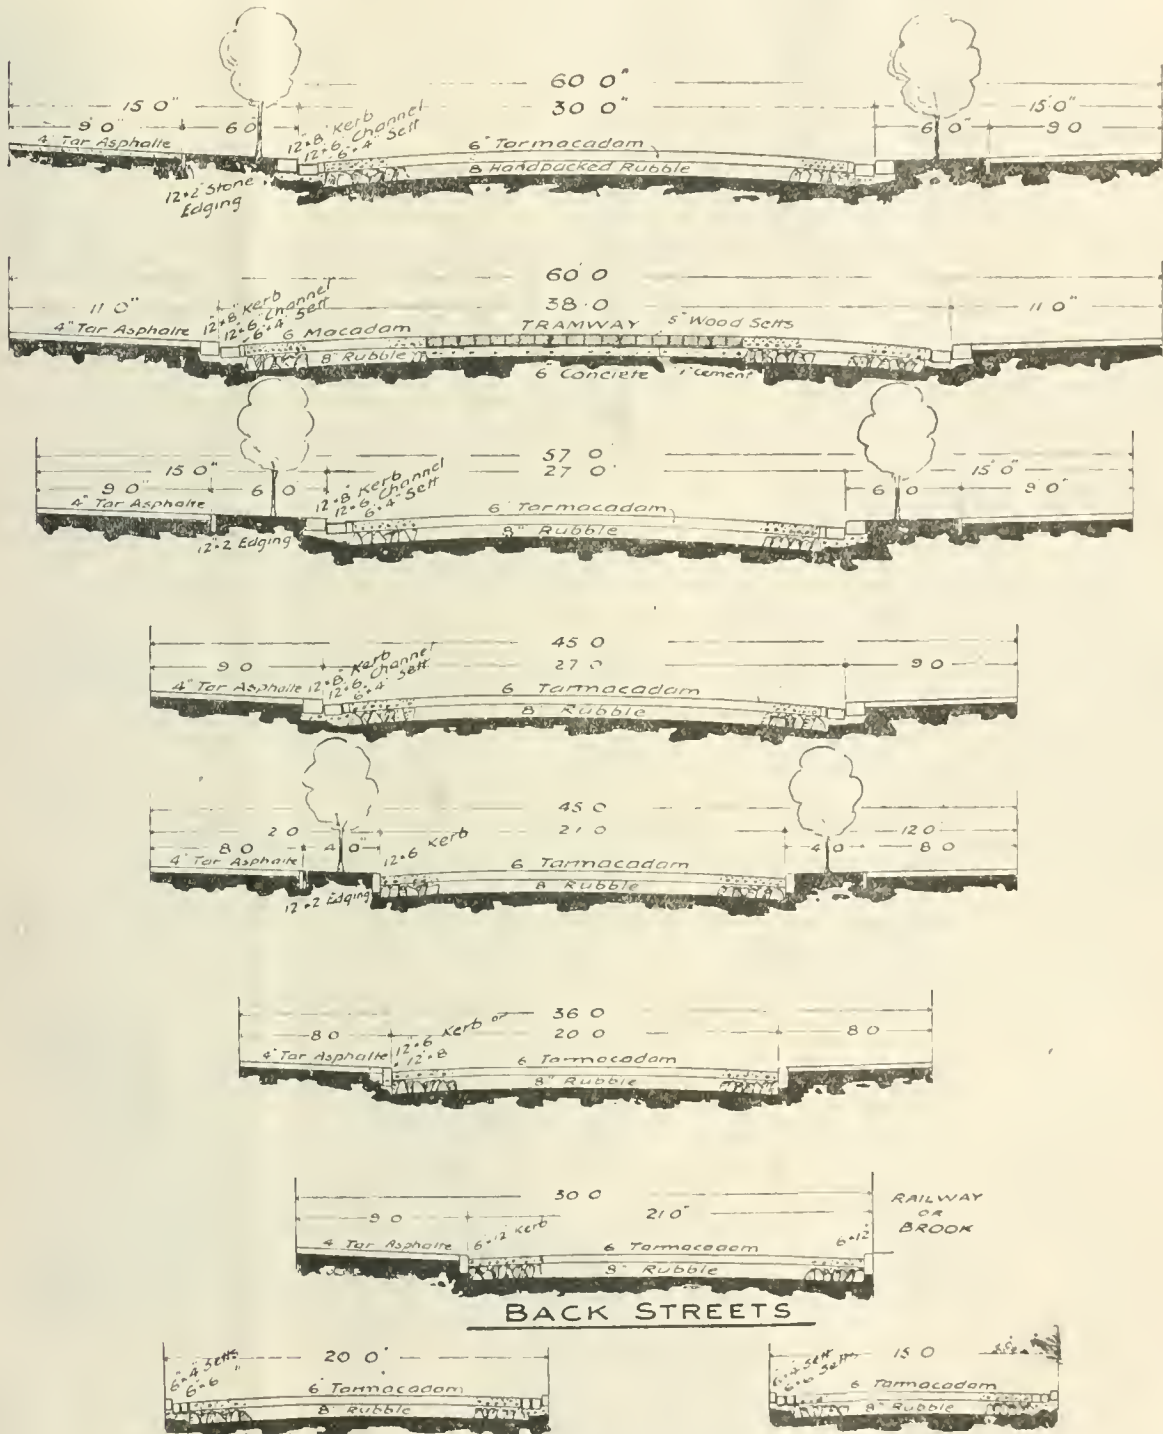 60 0"
15 0" 30 0" 15.0"
9 0" 6 0 6 0" 9 0
4" Tar Asphalte 12×8" Kerb 6" Tarmacadam
12×6 Channel
6×4" Sett
8 Handpacked Rubble
12×2" Stone
Edging
60 0
11 0" 38.0 11 0"
4" Tar Asphalte 12×8" Kerb 6 Macadam TRAMWAY 5" Wood Setts
12×6" Channel
6×4" Sett
8" Rubble
6" Concrete Cement
57 0
15 0" 27 0 15 0"
9 0" 6 0 6 0 9 0"
4" Tar Asphalte 12×8" Kerb 6 Tarmacadam
12×6 Channel
6×4" Sett
12"×2 Edging 8" Rubble
45 0
9 0 27 0 9 0
4" Tar Asphalte 12×8" Kerb 6 Tarmacadam
12×6 Channel
6×4" Sett
8" Rubble
45 0
2 0 21 0 12 0
8 0 4 0" 4 0 8 0
4" Tar Asphalte 12×6 Kerb 6 Tarmacadam
12"×2 Edging 8 Rubble
36 0
8 0 20 0 8 0
4" Tar Asphalte 12×6 Kerb or 6 Tarmacadam
12"×8
8" Rubble
30 0 RAILWAY
OR
BROOK
9 0 21 0"
4 Tar Asphalte 6×12" Kerb 6 Tarmacadam 6×12"
8" Rubble
BACK STREETS
6×4 Setts 20 0"
6×6 "
6" Tarmacadam
8" Rubble
6×4 Setts 15 0
6×6 Setts
6 Tarmacadam
8" Rubble